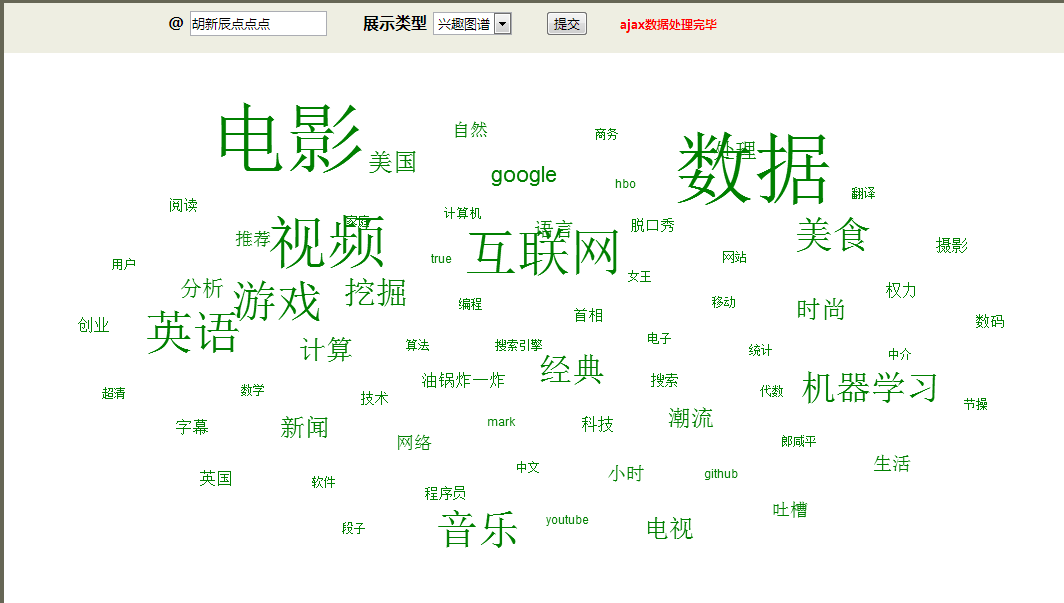 @ 胡新辰点点点 展示类型 兴趣图谱 提交 ajax数据处理完毕
电影
自然
商务
美国
处理
数据
google
hbo
翻译
阅读
计算机
家庭
语言
脱口秀
推荐
视频
互联网
美食
摄影
用户
true
网站
女王
分析
游戏
挖掘
权力
编程
移动
时尚
创业
英语
首相
数码
计算
算法
搜索引擎
电子
统计
中介
油锅炸一炸
经典
搜索
超清
数学
技术
代数
机器学习
节操
字幕
新闻
mark
科技
潮流
网络
郎咸平
英国
软件
中文
小时
github
生活
程序员
段子
音乐
youtube
电视
吐槽